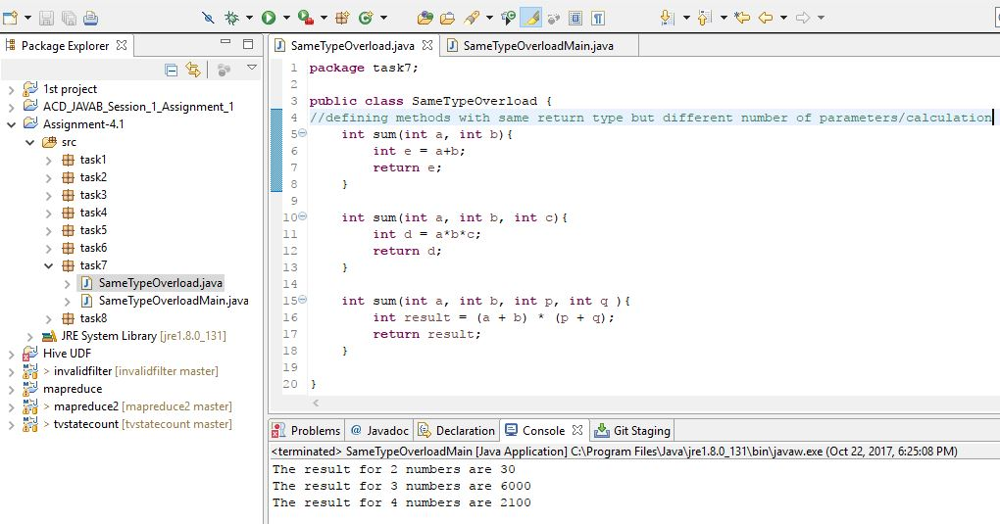 Package Explorer
1st project
ACD_JAVAB_Session_1_Assignment_1
Assignment-4.1
src
task1
task2
task3
task4
task5
task6
task7
SameTypeOverload.java
SameTypeOverloadMain.java
task8
JRE System Library [jre1.8.0_131]
Hive UDF
> invalidfilter [invalidfilter master]
mapreduce
> mapreduce2 [mapreduce2 master]
> tvstatecount [tvstatecount master]
SameTypeOverload.java SameTypeOverloadMain.java
1 package task7;
2
3 public class SameTypeOverload {
4 //defining methods with same return type but different number of parameters/calculation
5 int sum(int a, int b){
6 int e = a+b;
7 return e;
8 }
9
10 int sum(int a, int b, int c){
11 int d = a*b*c;
12 return d;
13 }
14
15 int sum(int a, int b, int p, int q ){
16 int result = (a + b) * (p + q);
17 return result;
18 }
19
20 }
Problems @ Javadoc Declaration Console Git Staging
<terminated> SameTypeOverloadMain [Java Application] C:\Program Files\Java\jre1.8.0_131\bin\javaw.exe (Oct 22, 2017, 6:25:08 PM)
The result for 2 numbers are 30
The result for 3 numbers are 6000
The result for 4 numbers are 2100